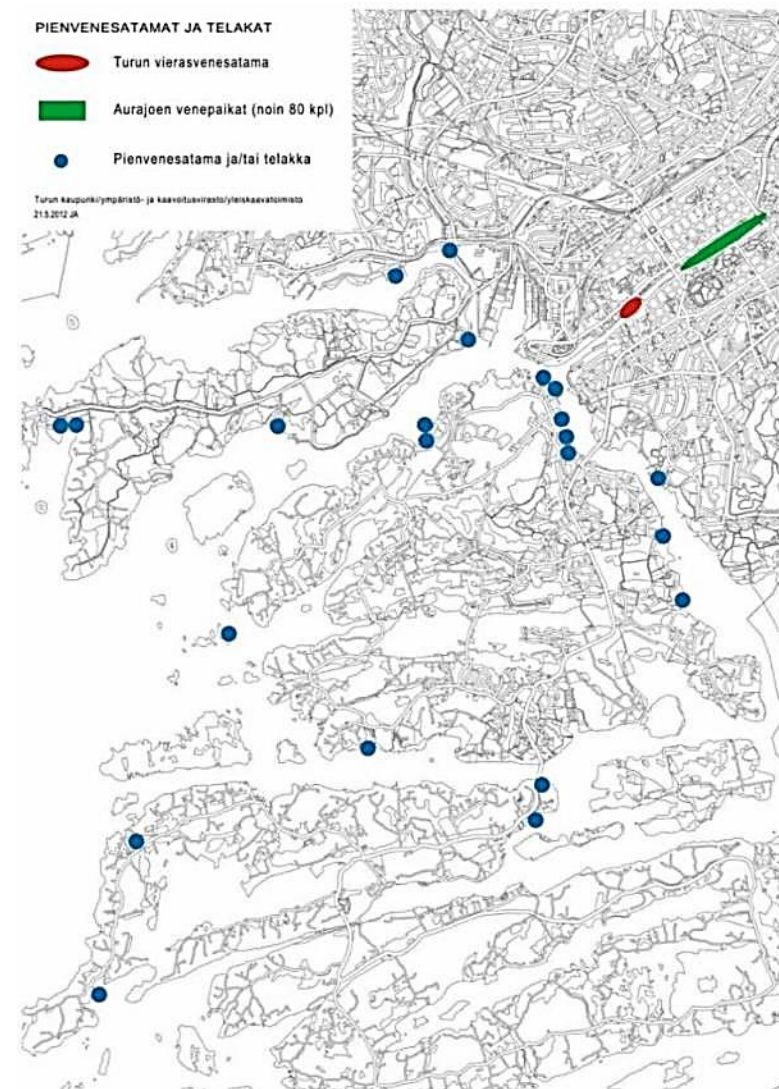 PIENVENESATAMAT JA TELAKAT
Turun vierasvenesatama
Aurajoen venepaikat (noin 80 kpl)
Pienvenesatama ja/tai telakka
Turun kaupunki/ympäristö- ja kaavoitusvirasto/yleiskaavatoimisto
21.5.2012 JA